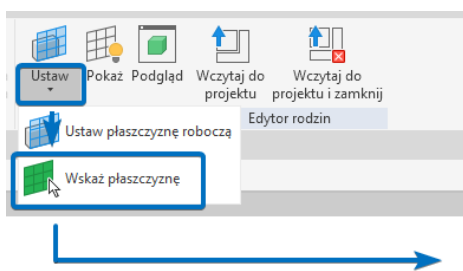 Ustaw Pokaż Podgląd Wczytaj do Wczytaj do
projektu projektu i zamknij
Edytor rodzin
Ustaw płaszczyznę roboczą
Wskaż płaszczyznę